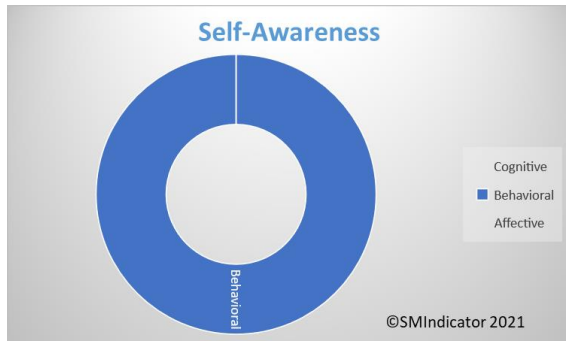 Self-Awareness
Cognitive
Behavioral
Affective
Behavioral
©SMIndicator 2021